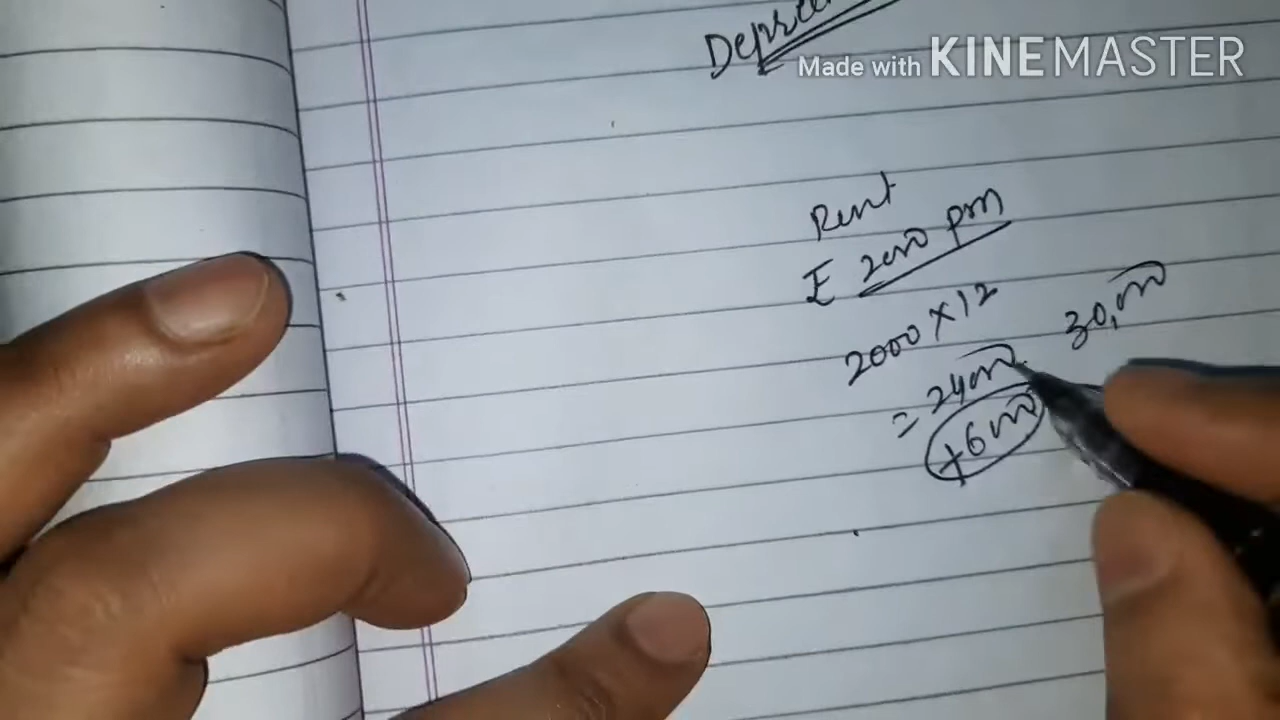 Made with KINEMASTER
Rent
2000 pm
2000 × 12 30,000
= 24000
+6000